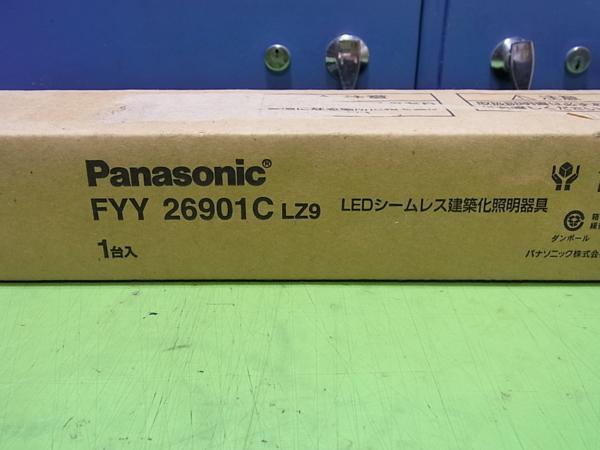 Panasonic®
FYY 26901C LZ9 LEDシームレス建築化照明器具
1台入
ダンボール
パナソニック株式会